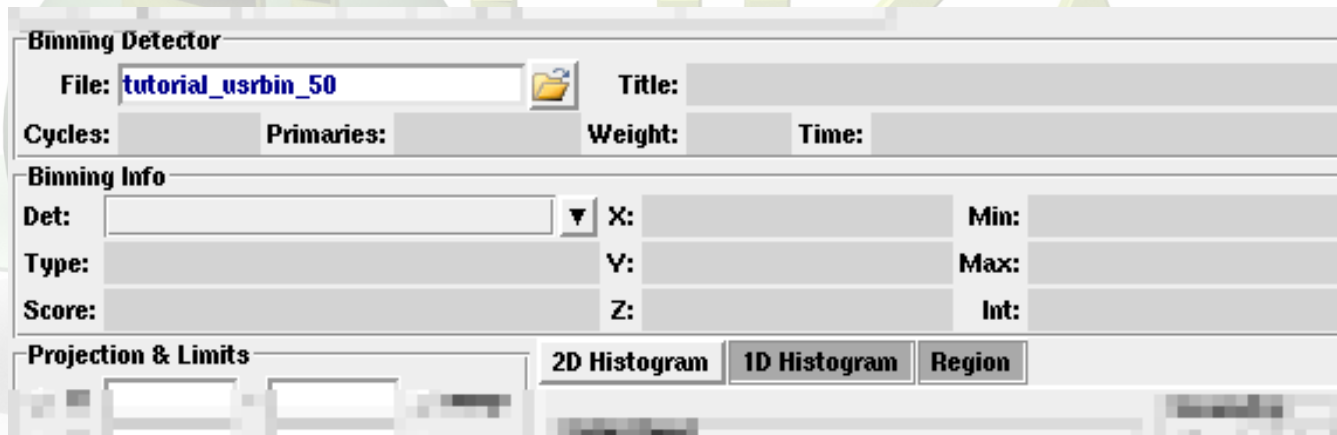 Binning Detector
File: tutorial_usrbin_50 Title:
Cycles: Primaries: Weight: Time:
Binning Info
Det: X: Min:
Type: Y: Max:
Score: Z: Int:
Projection & Limits 2D Histogram 1D Histogram Region